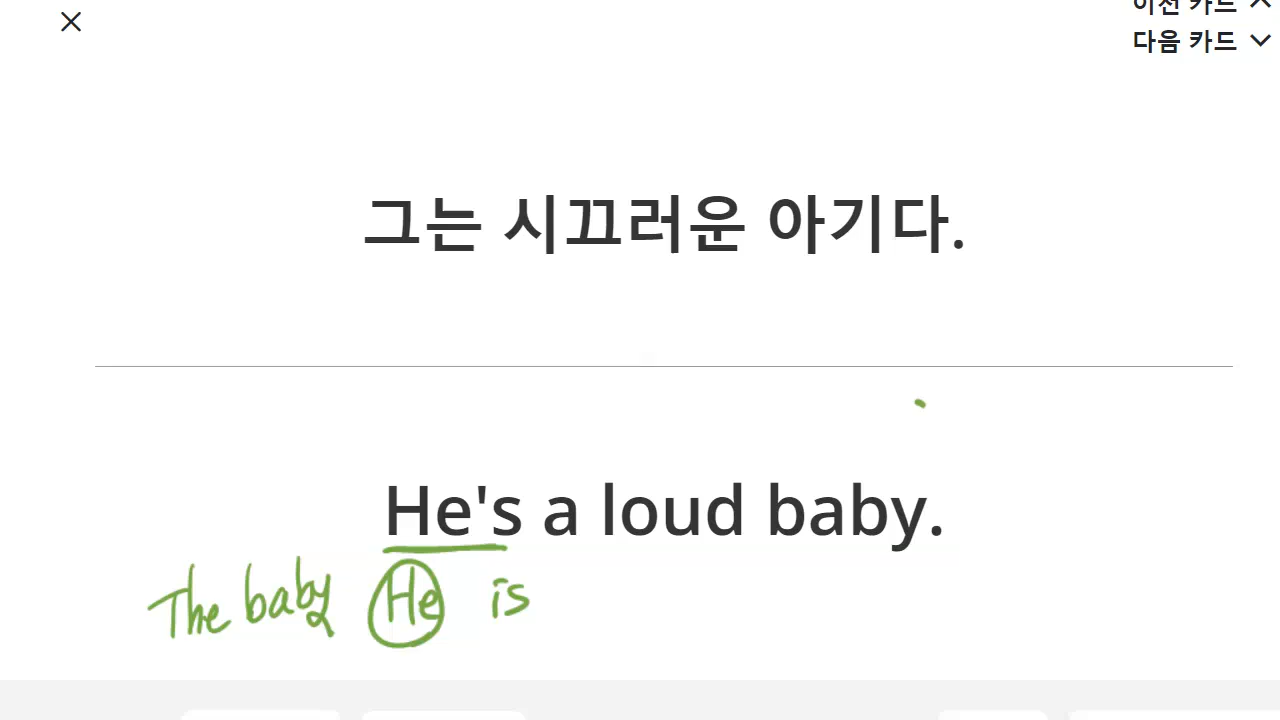 이전 카드
다음 카드
그는 시끄러운 아기다.
He's a loud baby.
The baby He is